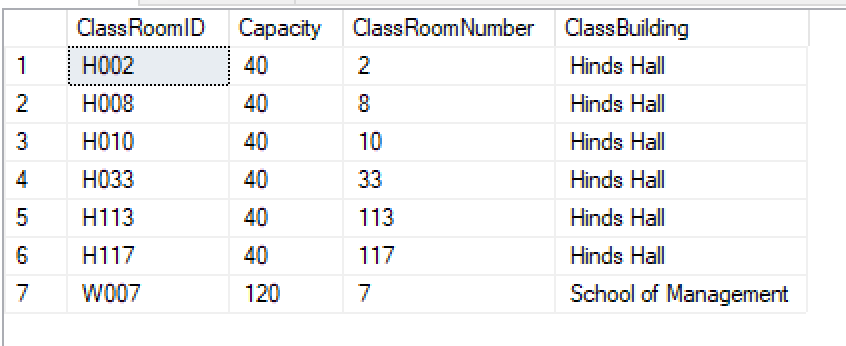 ClassRoomID Capacity ClassRoomNumber ClassBuilding
1 H002 40 2 Hinds Hall
2 H008 40 8 Hinds Hall
3 H010 40 10 Hinds Hall
4 H033 40 33 Hinds Hall
5 H113 40 113 Hinds Hall
6 H117 40 117 Hinds Hall
7 W007 120 7 School of Management